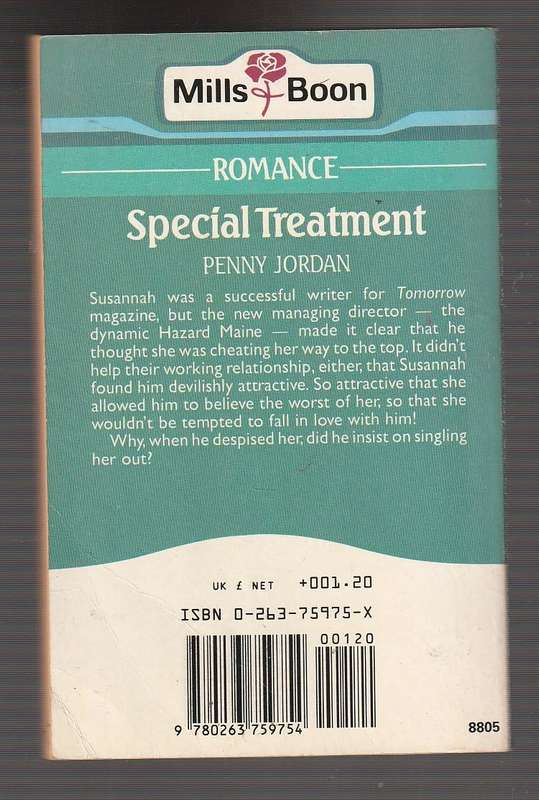 Mills & Boon
ROMANCE
Special Treatment
PENNY JORDAN
Susannah was a successful writer for Tomorrow
magazine, but the new managing director — the
dynamic Hazard Maine — made it clear that he
thought she was cheating her way to the top. It didn't
help their working relationship, either, that Susannah
found him devilishly attractive. So attractive that she
allowed him to believe the worst of her, so that she
wouldn't be tempted to fall in love with him!
Why, when he despised her, did he insist on singling
her out?
UK £ NET +001.20
ISBN 0-263-75975-X
00120
9 780263 759754
8805